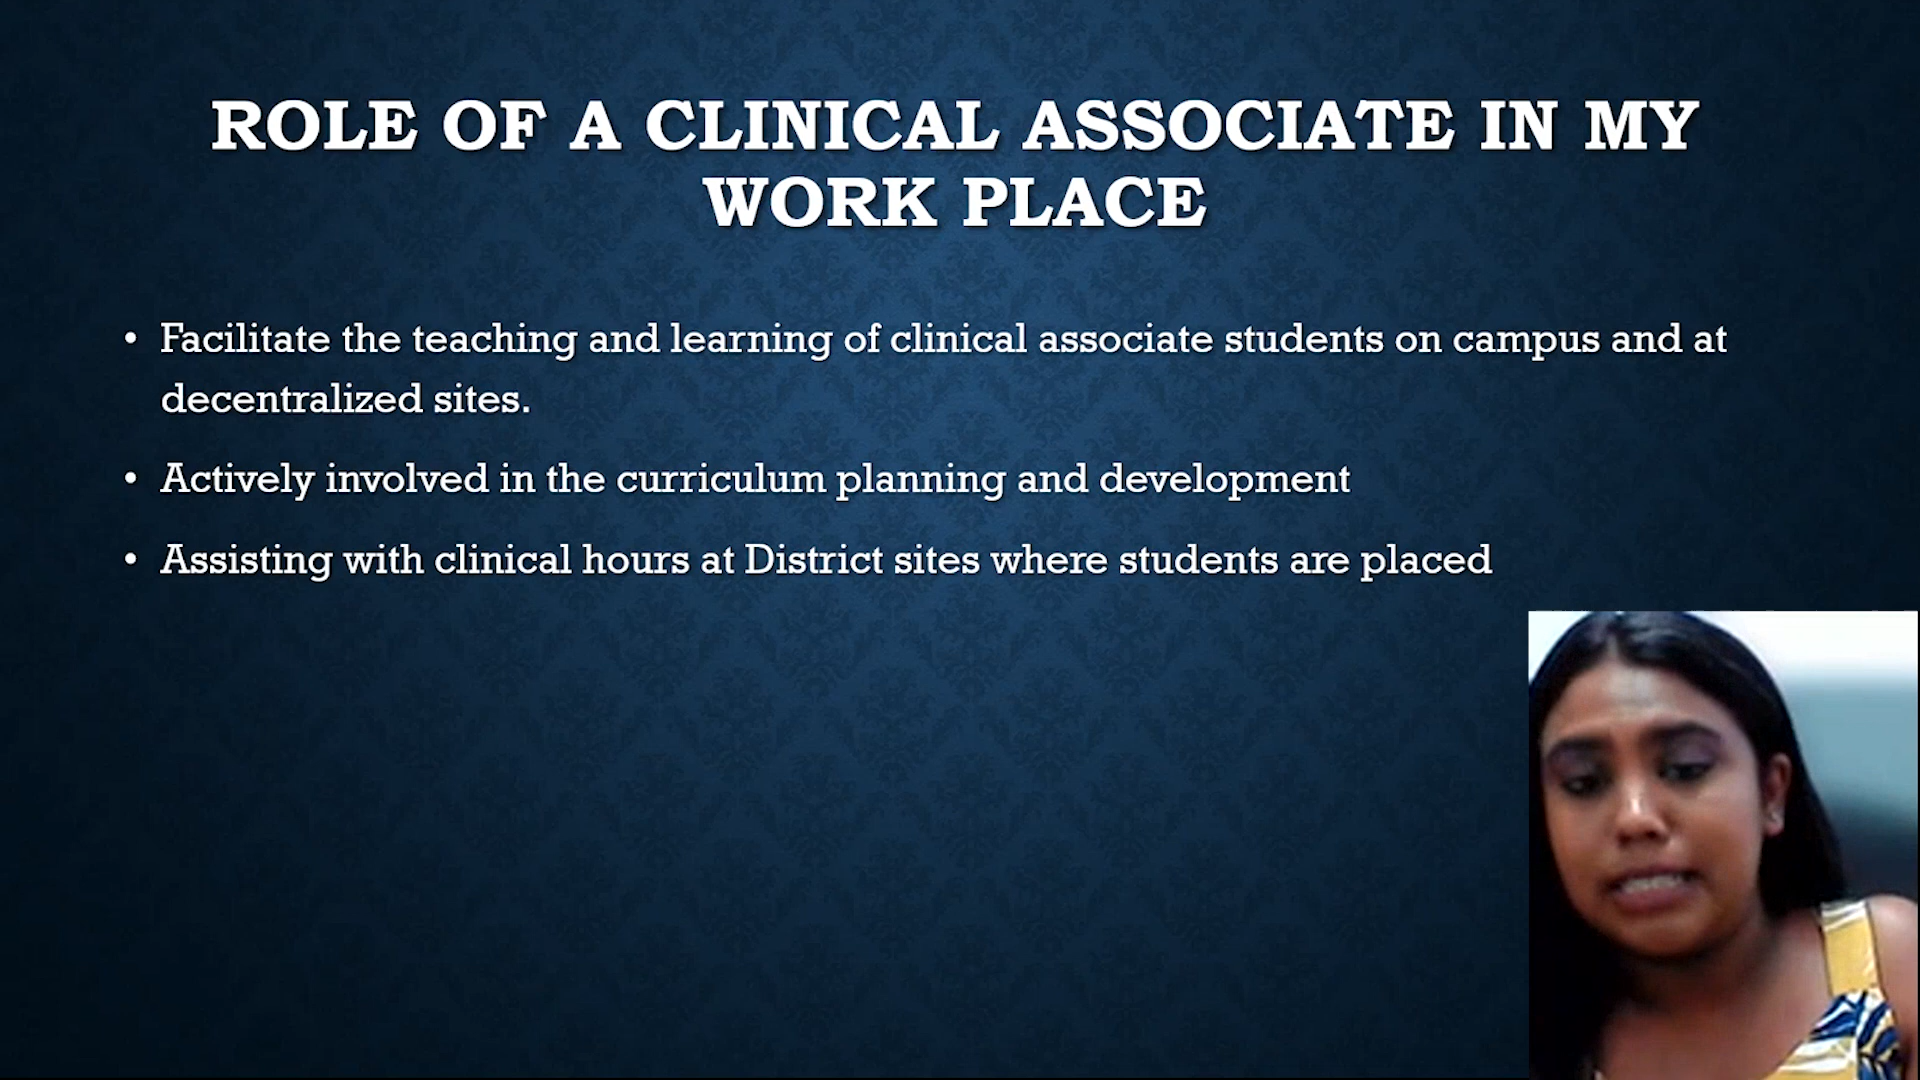 ROLE OF A CLINICAL ASSOCIATE IN MY
WORK PLACE
• Facilitate the teaching and learning of clinical associate students on campus and at
decentralized sites.
• Actively involved in the curriculum planning and development
• Assisting with clinical hours at District sites where students are placed